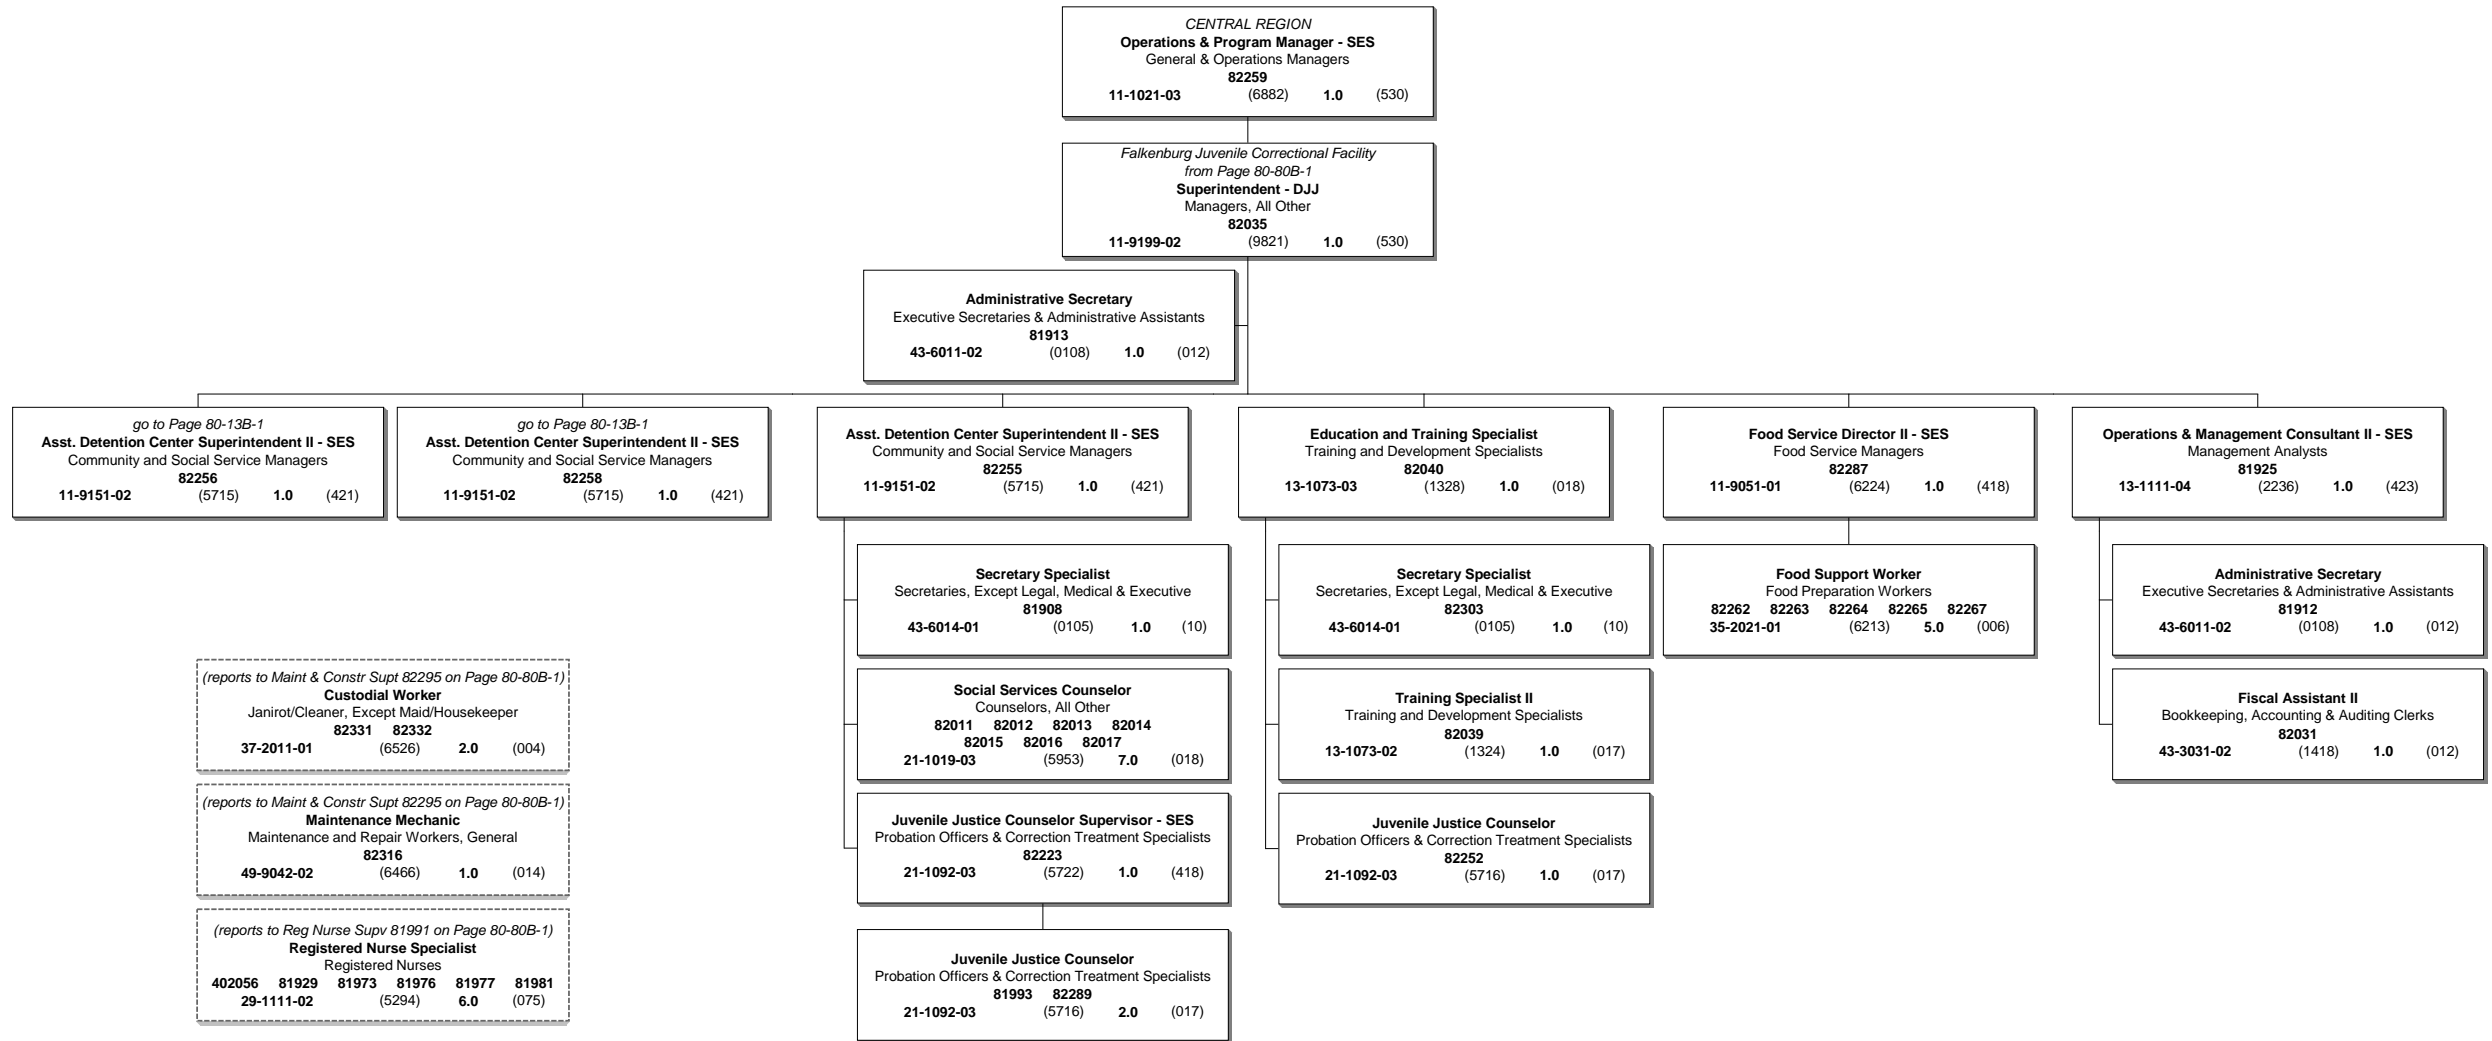 CENTRAL REGION
Operations & Program Manager - SES
General & Operations Managers
82259
11-1021-03 (6882) 1.0 (530)
Falkenburg Juvenile Correctional Facility
from Page 80-80B-1
Superintendent - DJJ
Managers, All Other
82035
11-9199-02 (9821) 1.0 (530)
Administrative Secretary
Executive Secretaries & Administrative Assistants
81913
43-6011-02 (0108) 1.0 (012)
go to Page 80-13B-1
Asst. Detention Center Superintendent II - SES
Community and Social Service Managers
82256
11-9151-02 (5715) 1.0 (421)
go to Page 80-13B-1
Asst. Detention Center Superintendent II - SES
Community and Social Service Managers
82258
11-9151-02 (5715) 1.0 (421)
Asst. Detention Center Superintendent II - SES
Community and Social Service Managers
82255
11-9151-02 (5715) 1.0 (421)
Education and Training Specialist
Training and Development Specialists
82040
13-1073-03 (1328) 1.0 (018)
Food Service Director II - SES
Food Service Managers
82287
11-9051-01 (6224) 1.0 (418)
Operations & Management Consultant II - SES
Management Analysts
81925
13-1111-04 (2236) 1.0 (423)
Secretary Specialist
Secretaries, Except Legal, Medical & Executive
81908
43-6014-01 (0105) 1.0 (10)
Social Services Counselor
Counselors, All Other
82011 82012 82013 82014
82015 82016 82017
21-1019-03 (5953) 7.0 (018)
Juvenile Justice Counselor Supervisor - SES
Probation Officers & Correction Treatment Specialists
82223
21-1092-03 (5722) 1.0 (418)
Juvenile Justice Counselor
Probation Officers & Correction Treatment Specialists
81993 82289
21-1092-03 (5716) 2.0 (017)
Secretary Specialist
Secretaries, Except Legal, Medical & Executive
82303
43-6014-01 (0105) 1.0 (10)
Training Specialist II
Training and Development Specialists
82039
13-1073-02 (1324) 1.0 (017)
Juvenile Justice Counselor
Probation Officers & Correction Treatment Specialists
82252
21-1092-03 (5716) 1.0 (017)
Food Support Worker
Food Preparation Workers
82262 82263 82264 82265 82267
35-2021-01 (6213) 5.0 (006)
Administrative Secretary
Executive Secretaries & Administrative Assistants
81912
43-6011-02 (0108) 1.0 (012)
Fiscal Assistant II
Bookkeeping, Accounting & Auditing Clerks
82031
43-3031-02 (1418) 1.0 (012)
(reports to Maint & Constr Supt 82295 on Page 80-80B-1)
Custodial Worker
Janirot/Cleaner, Except Maid/Housekeeper
82331 82332
37-2011-01 (6526) 2.0 (004)
(reports to Maint & Constr Supt 82295 on Page 80-80B-1)
Maintenance Mechanic
Maintenance and Repair Workers, General
82316
49-9042-02 (6466) 1.0 (014)
(reports to Reg Nurse Supv 81991 on Page 80-80B-1)
Registered Nurse Specialist
Registered Nurses
402056 81929 81973 81976 81977 81981
29-1111-02 (5294) 6.0 (075)